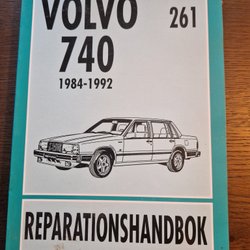 VOLVO 261
740
1984-1992
REPARATIONSHANDBOK